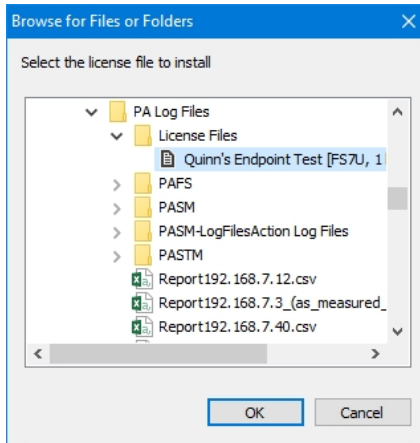 Browse for Files or Folders
Select the license file to install
PA Log Files
License Files
Quinn's Endpoint Test [FS7U, 1
PAFS
PASM
PASM-LogFilesAction Log Files
PASTM
Report192.168.7.12.csv
Report192.168.7.3_(as_measured_
Report192.168.7.40.csv
OK
Cancel